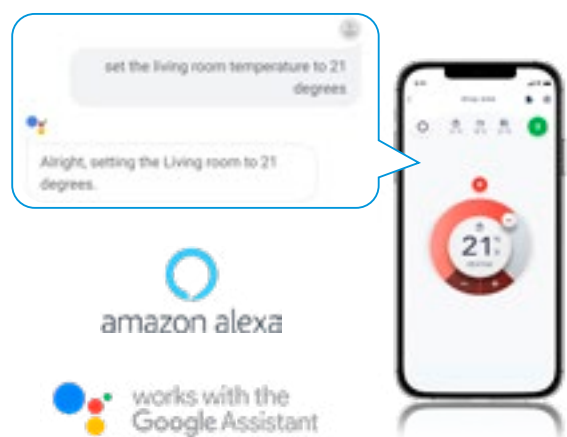 set the living room temperature to 21
degrees
Alright, setting the Living room to 21
degrees.
21
amazon alexa
works with the
Google Assistant